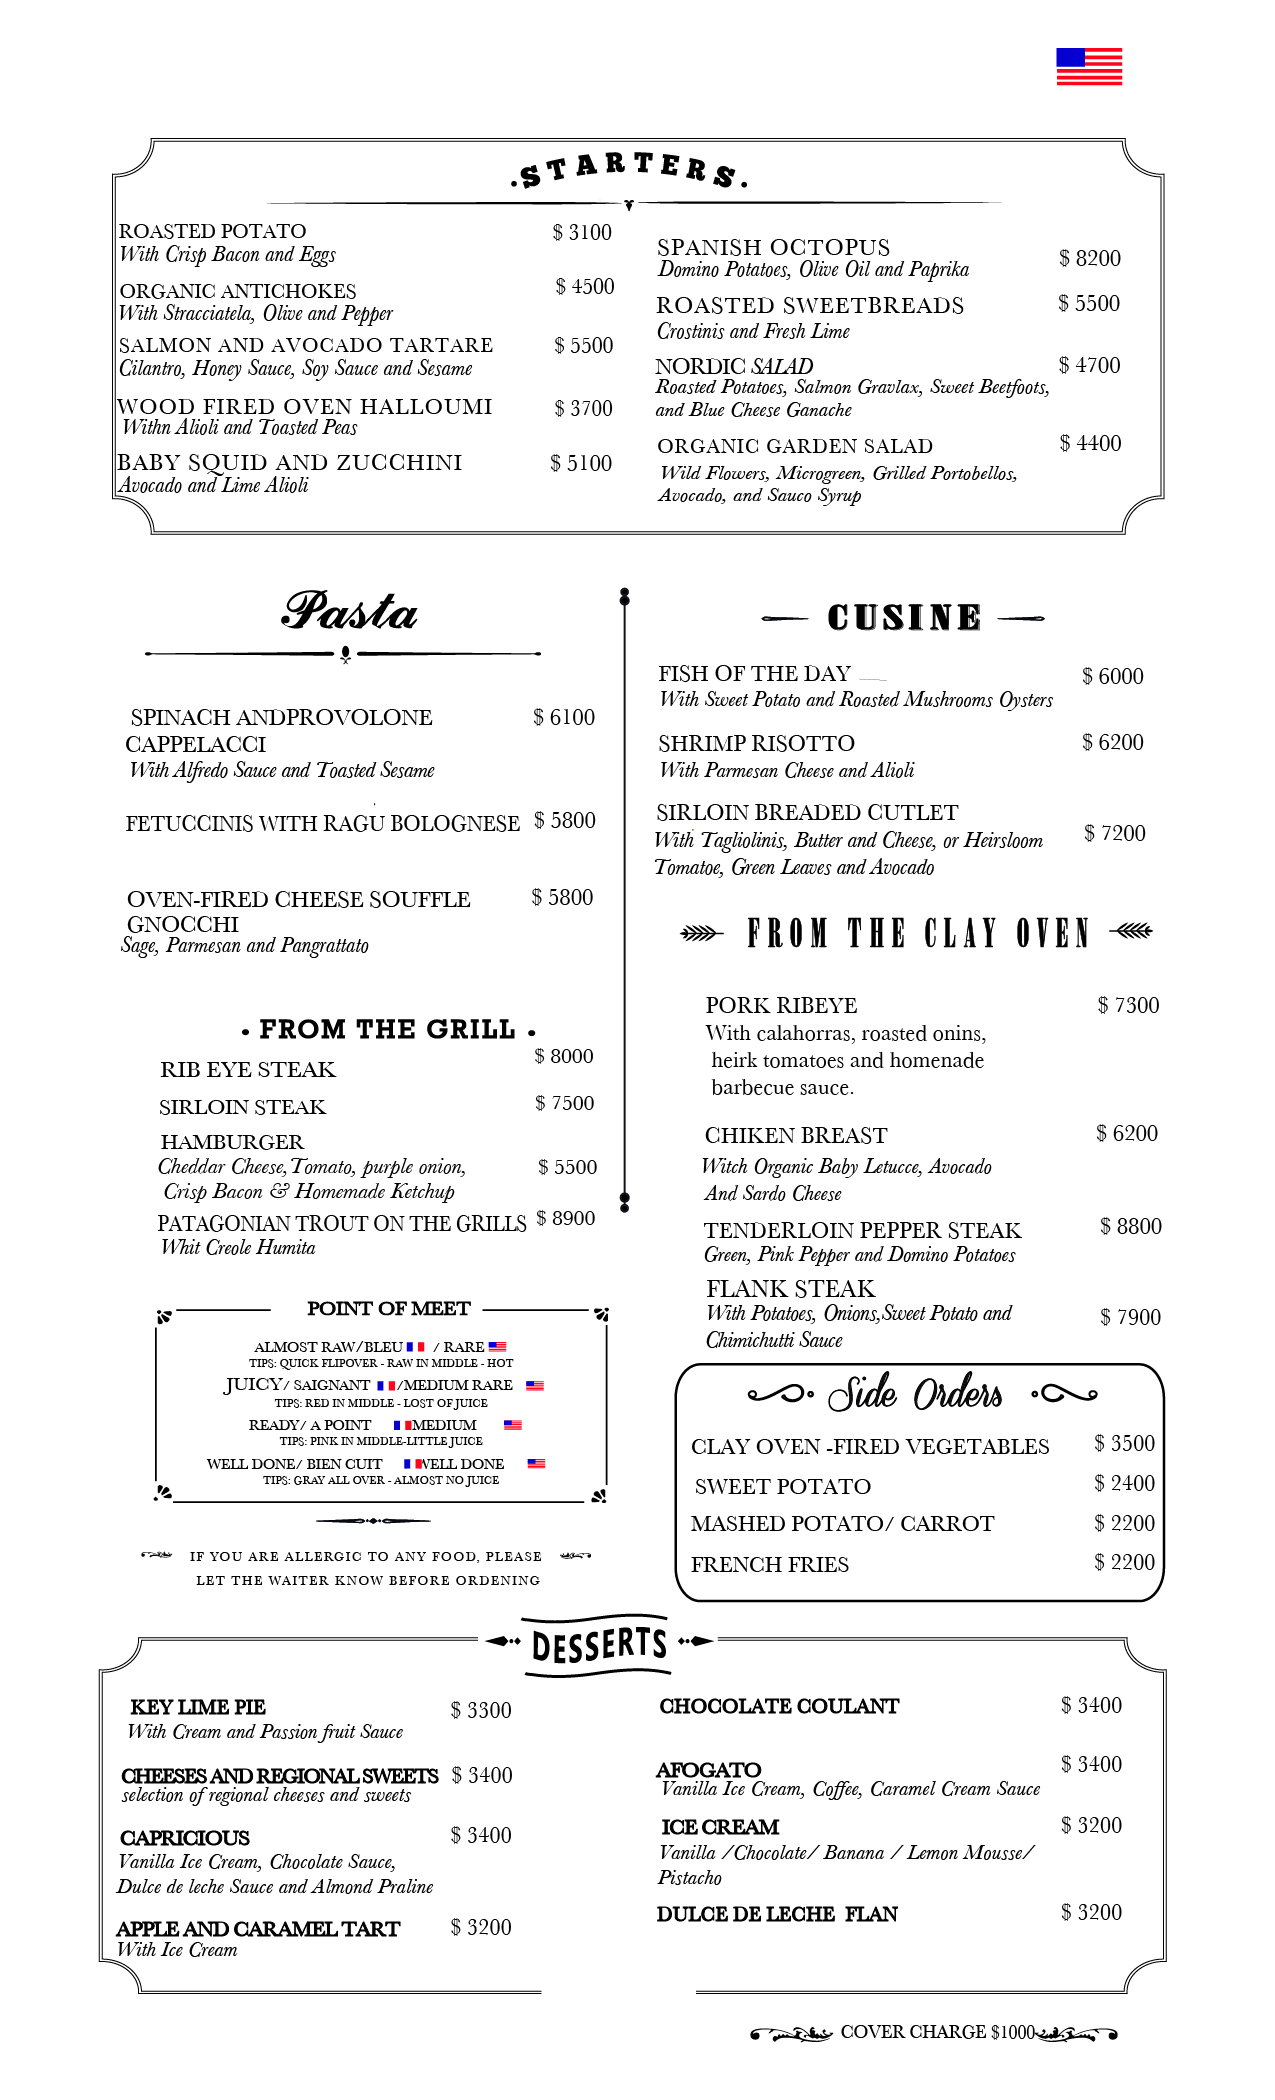 .STARTERS.
ROASTED POTATO $ 3100
With Crisp Bacon and Eggs
ORGANIC ANTICHOKES $ 4500
With Stracciatela, Olive and Pepper
SALMON AND AVOCADO TARTARE $ 5500
Cilantro, Honey Sauce, Soy Sauce and Sesame
WOOD FIRED OVEN HALLOUMI $ 3700
Withn Alioli and Toasted Peas
BABY SQUID AND ZUCCHINI $ 5100
Avocado and Lime Alioli
SPANISH OCTOPUS $ 8200
Domino Potatoes, Olive Oil and Paprika
ROASTED SWEETBREADS $ 5500
Crostinis and Fresh Lime
NORDIC SALAD $ 4700
Roasted Potatoes, Salmon Gravlax, Sweet Beetfoots,
and Blue Cheese Ganache
ORGANIC GARDEN SALAD $ 4400
Wild Flowers, Microgreen, Grilled Portobellos,
Avocado, and Sauco Syrup
Pasta
SPINACH ANDPROVOLONE $ 6100
CAPPELACCI
With Alfredo Sauce and Toasted Sesame
FETUCCINIS WITH RAGU BOLOGNESE $ 5800
OVEN-FIRED CHEESE SOUFFLE $ 5800
GNOCCHI
Sage, Parmesan and Pangrattato
. FROM THE GRILL .
RIB EYE STEAK $ 8000
SIRLOIN STEAK $ 7500
HAMBURGER
Cheddar Cheese,Tomato, purple onion, $ 5500
Crisp Bacon & Homemade Ketchup
PATAGONIAN TROUT ON THE GRILLS $ 8900
Whit Creole Humita
POINT OF MEET
ALMOST RAW/BLEU / RARE
TIPS: QUICK FLIPOVER - RAW IN MIDDLE - HOT
JUICY/ SAIGNANT /MEDIUM RARE
TIPS: RED IN MIDDLE - LOST OF JUICE
READY/ A POINT MEDIUM
TIPS: PINK IN MIDDLE-LITTLE JUICE
WELL DONE/ BIEN CUIT WELL DONE
TIPS: GRAY ALL OVER - ALMOST NO JUICE
IF YOU ARE ALLERGIC TO ANY FOOD, PLEASE
LET THE WAITER KNOW BEFORE ORDENING
CUSINE
FISH OF THE DAY $ 6000
With Sweet Potato and Roasted Mushrooms Oysters
SHRIMP RISOTTO $ 6200
With Parmesan Cheese and Alioli
SIRLOIN BREADED CUTLET
With Tagliolinis, Butter and Cheese, or Heirsloom $ 7200
Tomatoe, Green Leaves and Avocado
FROM THE CLAY OVEN
PORK RIBEYE $ 7300
With calahorras, roasted onins,
heirk tomatoes and homenade
barbecue sauce.
CHIKEN BREAST $ 6200
Witch Organic Baby Letucce, Avocado
And Sardo Cheese
TENDERLOIN PEPPER STEAK $ 8800
Green, Pink Pepper and Domino Potatoes
FLANK STEAK
With Potatoes, Onions,Sweet Potato and $ 7900
Chimichutti Sauce
Side Orders
CLAY OVEN -FIRED VEGETABLES $ 3500
SWEET POTATO $ 2400
MASHED POTATO/ CARROT $ 2200
FRENCH FRIES $ 2200
DESSERTS
KEY LIME PIE $ 3300
With Cream and Passion fruit Sauce
CHEESES AND REGIONAL SWEETS $ 3400
selection of regional cheeses and sweets
CAPRICIOUS $ 3400
Vanilla Ice Cream, Chocolate Sauce,
Dulce de leche Sauce and Almond Praline
APPLE AND CARAMEL TART $ 3200
With Ice Cream
CHOCOLATE COULANT $ 3400
AFOGATO $ 3400
Vanilla Ice Cream, Coffee, Caramel Cream Sauce
ICE CREAM $ 3200
Vanilla /Chocolate/ Banana / Lemon Mousse/
Pistacho
DULCE DE LECHE FLAN $ 3200
COVER CHARGE $1000